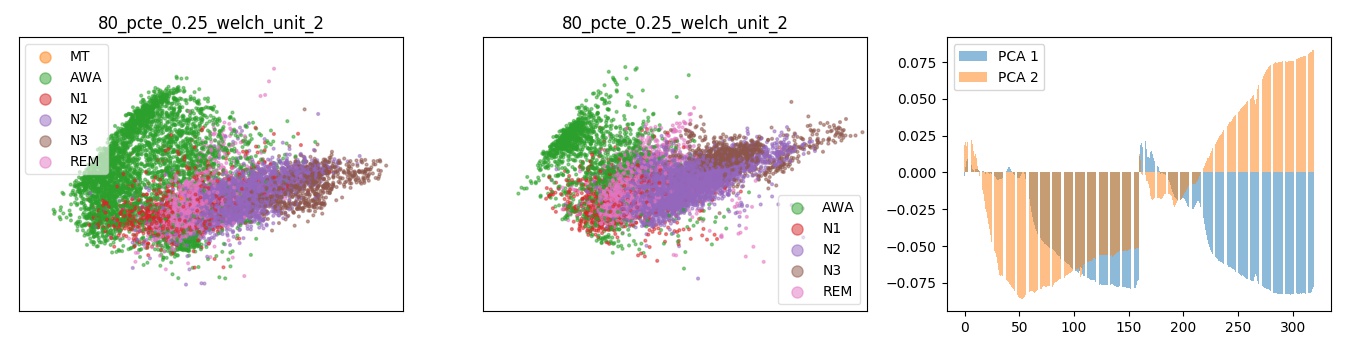 80_pcte_0.25_welch_unit_2
MT
AWA
N1
N2
N3
REM
80_pcte_0.25_welch_unit_2
AWA
N1
N2
N3
REM
PCA 1
PCA 2
0.075
0.050
0.025
0.000
−0.025
−0.050
−0.075
0 50 100 150 200 250 300